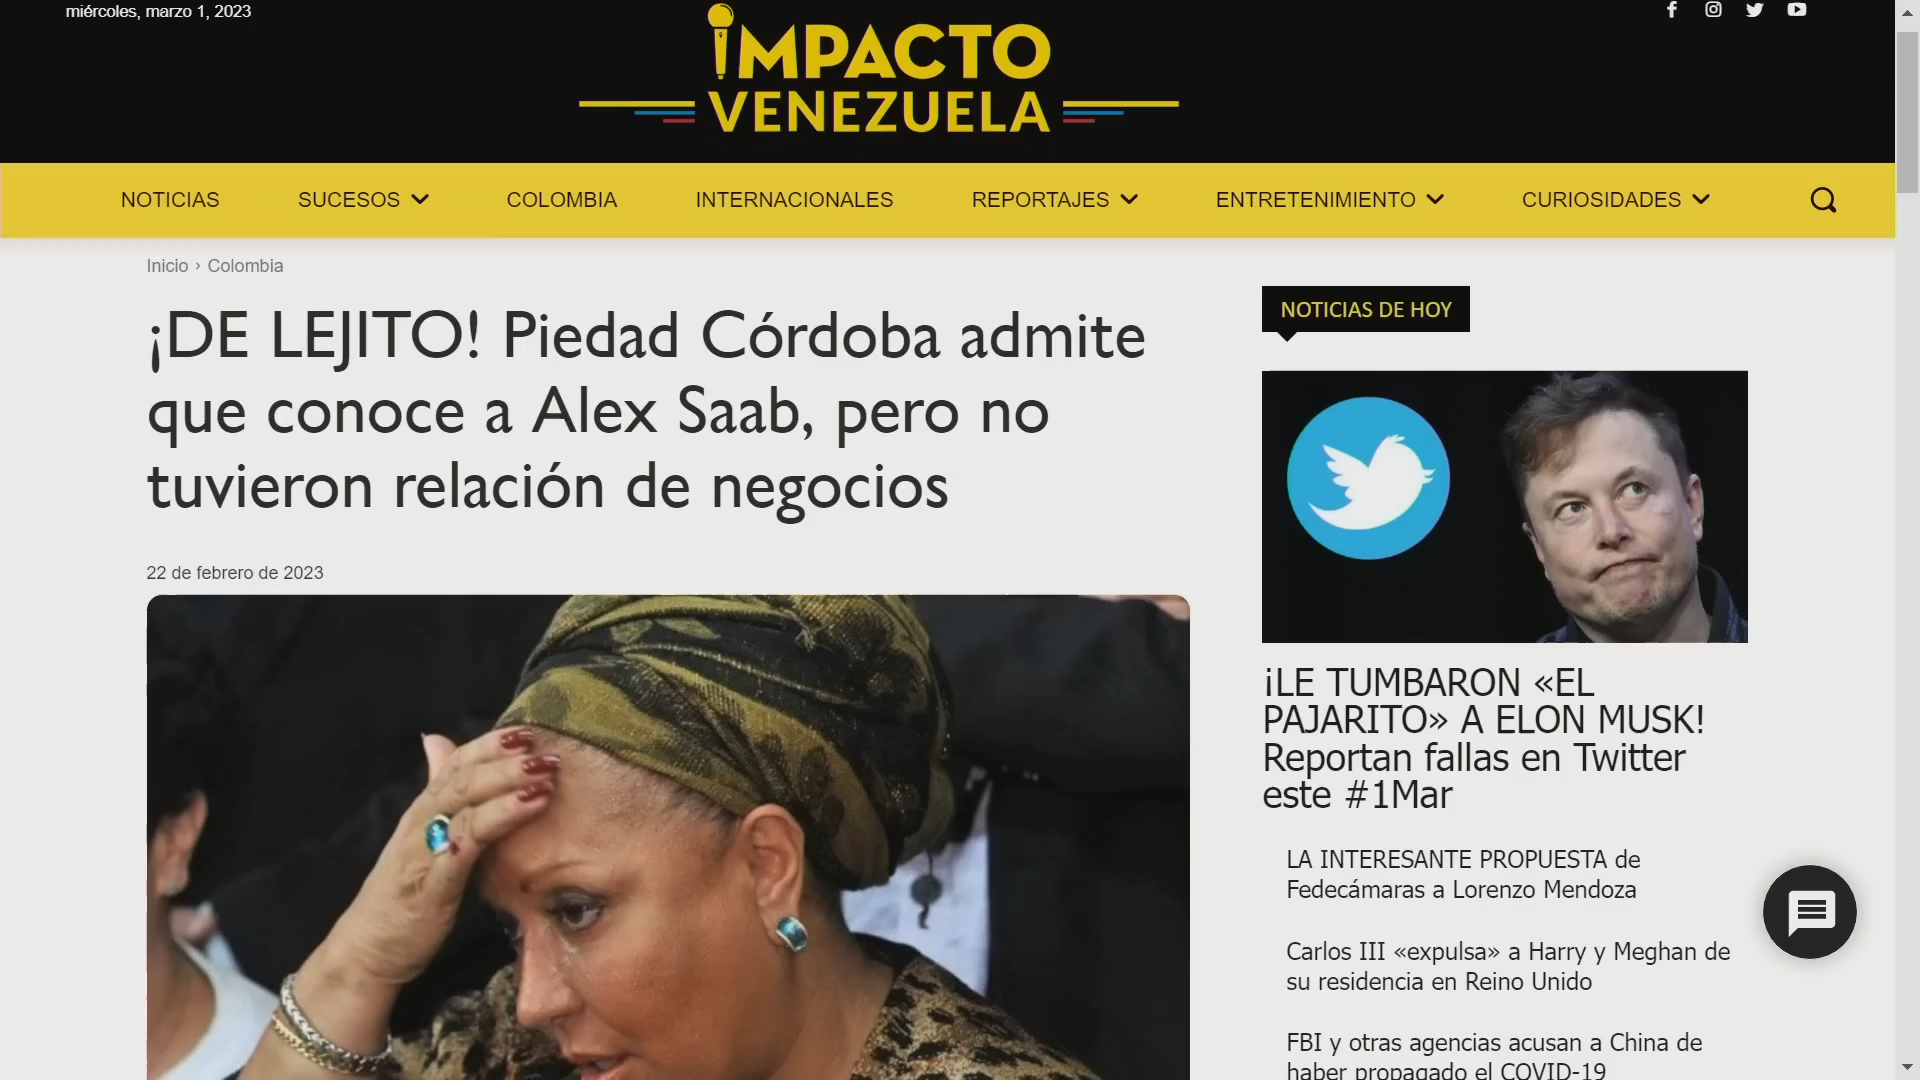 miércoles, marzo 1, 2023
IMPACTO
VENEZUELA
NOTICIAS
SUCESOS
COLOMBIA
INTERNACIONALES
REPORTAJES
ENTRETENIMIENTO
CURIOSIDADES
Inicio › Colombia
¡DE LEJITO! Piedad Córdoba admite
que conoce a Alex Saab, pero no
tuvieron relación de negocios
22 de febrero de 2023
NOTICIAS DE HOY
¡LE TUMBARON «EL
PAJARITO» A ELON MUSK!
Reportan fallas en Twitter
este #1Mar
LA INTERESANTE PROPUESTA de
Fedecámaras a Lorenzo Mendoza
Carlos III «expulsa» a Harry y Meghan de
su residencia en Reino Unido
FBI y otras agencias acusan a China de
haber propagado el COVID-19